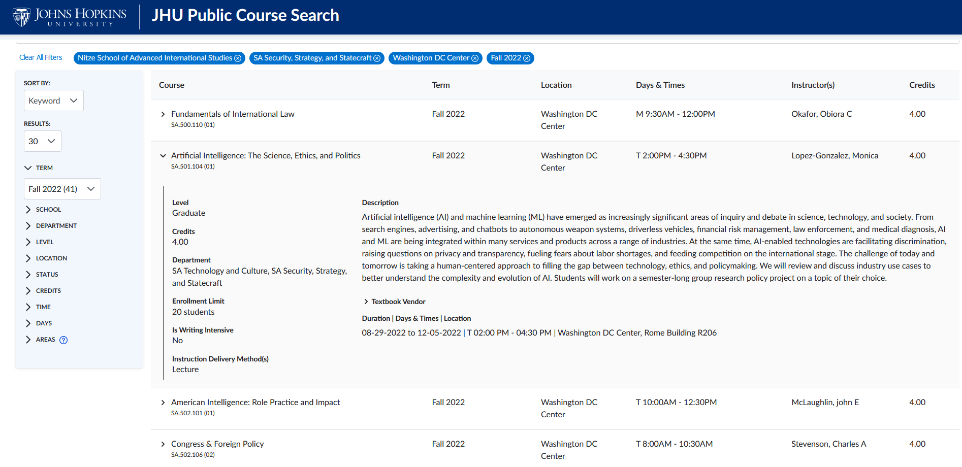 JOHNS HOPKINS
UNIVERSITY
JHU Public Course Search
Clear All Filters
Nitze School of Advanced International Studies
SA Security, Strategy, and Statecraft
Washington DC Center
Fall 2022
SORT BY:
Keyword
RESULTS:
30
TERM
Fall 2022 (41)
SCHOOL
DEPARTMENT
LEVEL
LOCATION
STATUS
CREDITS
TIME
DAYS
AREAS ?
Course Term Location Days & Times Instructor(s) Credits
Fundamentals of International Law Fall 2022 Washington DC M 9:30AM - 12:00PM Okafor, Obiora C 4.00
SA.500.110 (01) Center
Artificial Intelligence: The Science, Ethics, and Politics Fall 2022 Washington DC T 2:00PM - 4:30PM Lopez-Gonzalez, Monica 4.00
SA.501.104 (01) Center
Level
Graduate
Credits
4.00
Department
SA Technology and Culture, SA Security, Strategy,
and Statecraft
Enrollment Limit
20 students
Is Writing Intensive
No
Instruction Delivery Method(s)
Lecture
Description
Artificial intelligence (AI) and machine learning (ML) have emerged as increasingly significant areas of inquiry and debate in science, technology, and society. From
search engines, advertising, and chatbots to autonomous weapon systems, driverless vehicles, financial risk management, law enforcement, and medical diagnosis, AI
and ML are being integrated within many services and products across a range of industries. At the same time, AI-enabled technologies are facilitating discrimination,
raising questions on privacy and transparency, fueling fears about labor shortages, and feeding competition on the international stage. The challenge of today and
tomorrow is taking a human-centered approach to filling the gap between technology, ethics, and policymaking. We will review and discuss industry use cases to
better understand the complexity and evolution of AI. Students will work on a semester-long group research policy project on a topic of their choice.
Textbook Vendor
Duration | Days & Times | Location
08-29-2022 to 12-05-2022 | T 02:00 PM - 04:30 PM | Washington DC Center, Rome Building R206
American Intelligence: Role Practice and Impact Fall 2022 Washington DC T 10:00AM - 12:30PM McLaughlin, john E 4.00
SA.502.101 (01) Center
Congress & Foreign Policy Fall 2022 Washington DC T 8:00AM - 10:30AM Stevenson, Charles A 4.00
SA.502.106 (02) Center